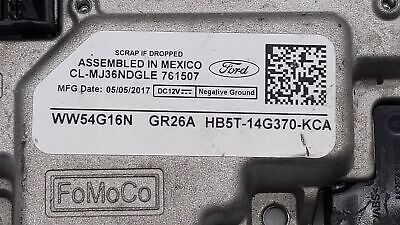 SCRAP IF DROPPED
ASSEMBLED IN MEXICO
CL-MJ36NDGLE 761507
MFG Date: 05/05/2017 DC12V⎓ Negative Ground
Ford
WW54G16N GR26A HB5T-14G370-KCA
FoMoCo